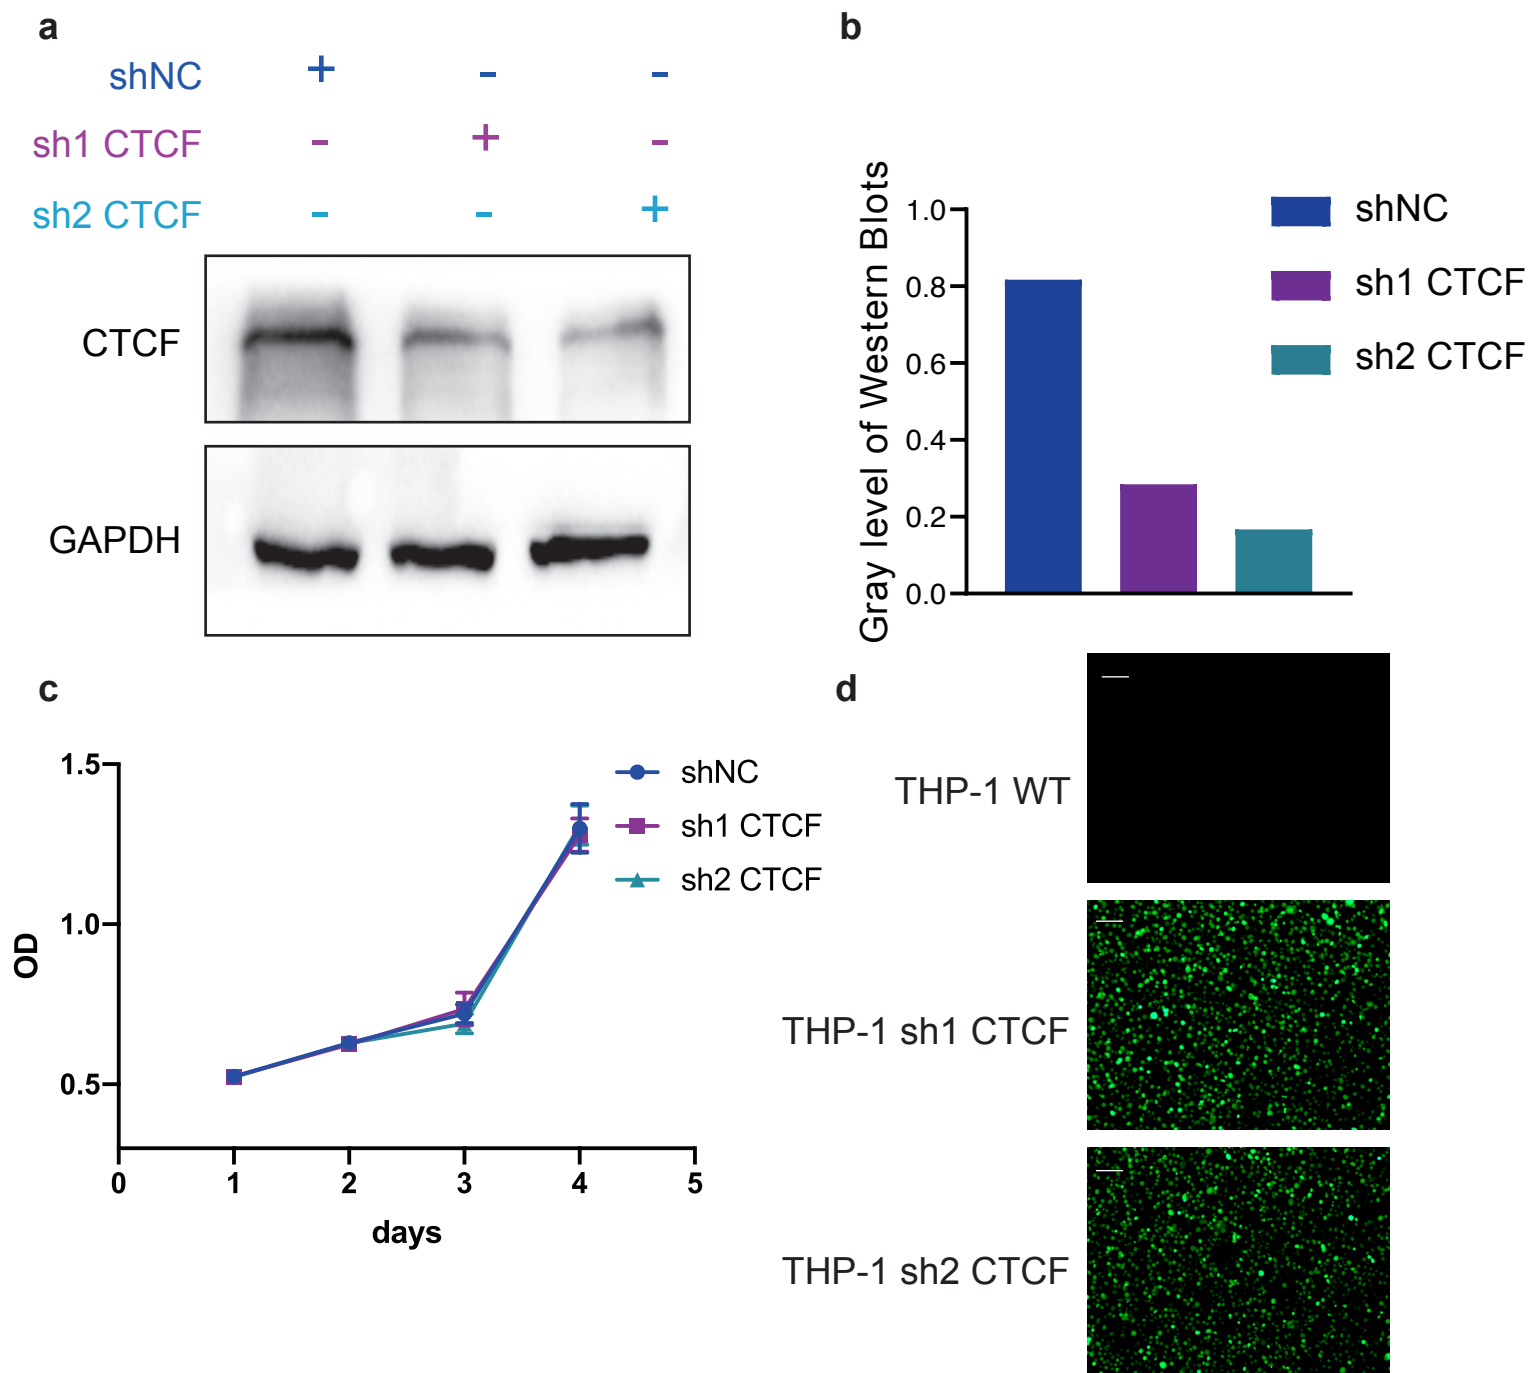 a
shNC + - -
sh1 CTCF - + -
sh2 CTCF - - +
CTCF
GAPDH
b
Gray level of Western Blots
1.0
0.8
0.6
0.4
0.2
0.0
shNC
sh1 CTCF
sh2 CTCF
c
OD
1.5
1.0
0.5
0 1 2 3 4 5
days
shNC
sh1 CTCF
sh2 CTCF
d
THP-1 WT
THP-1 sh1 CTCF
THP-1 sh2 CTCF